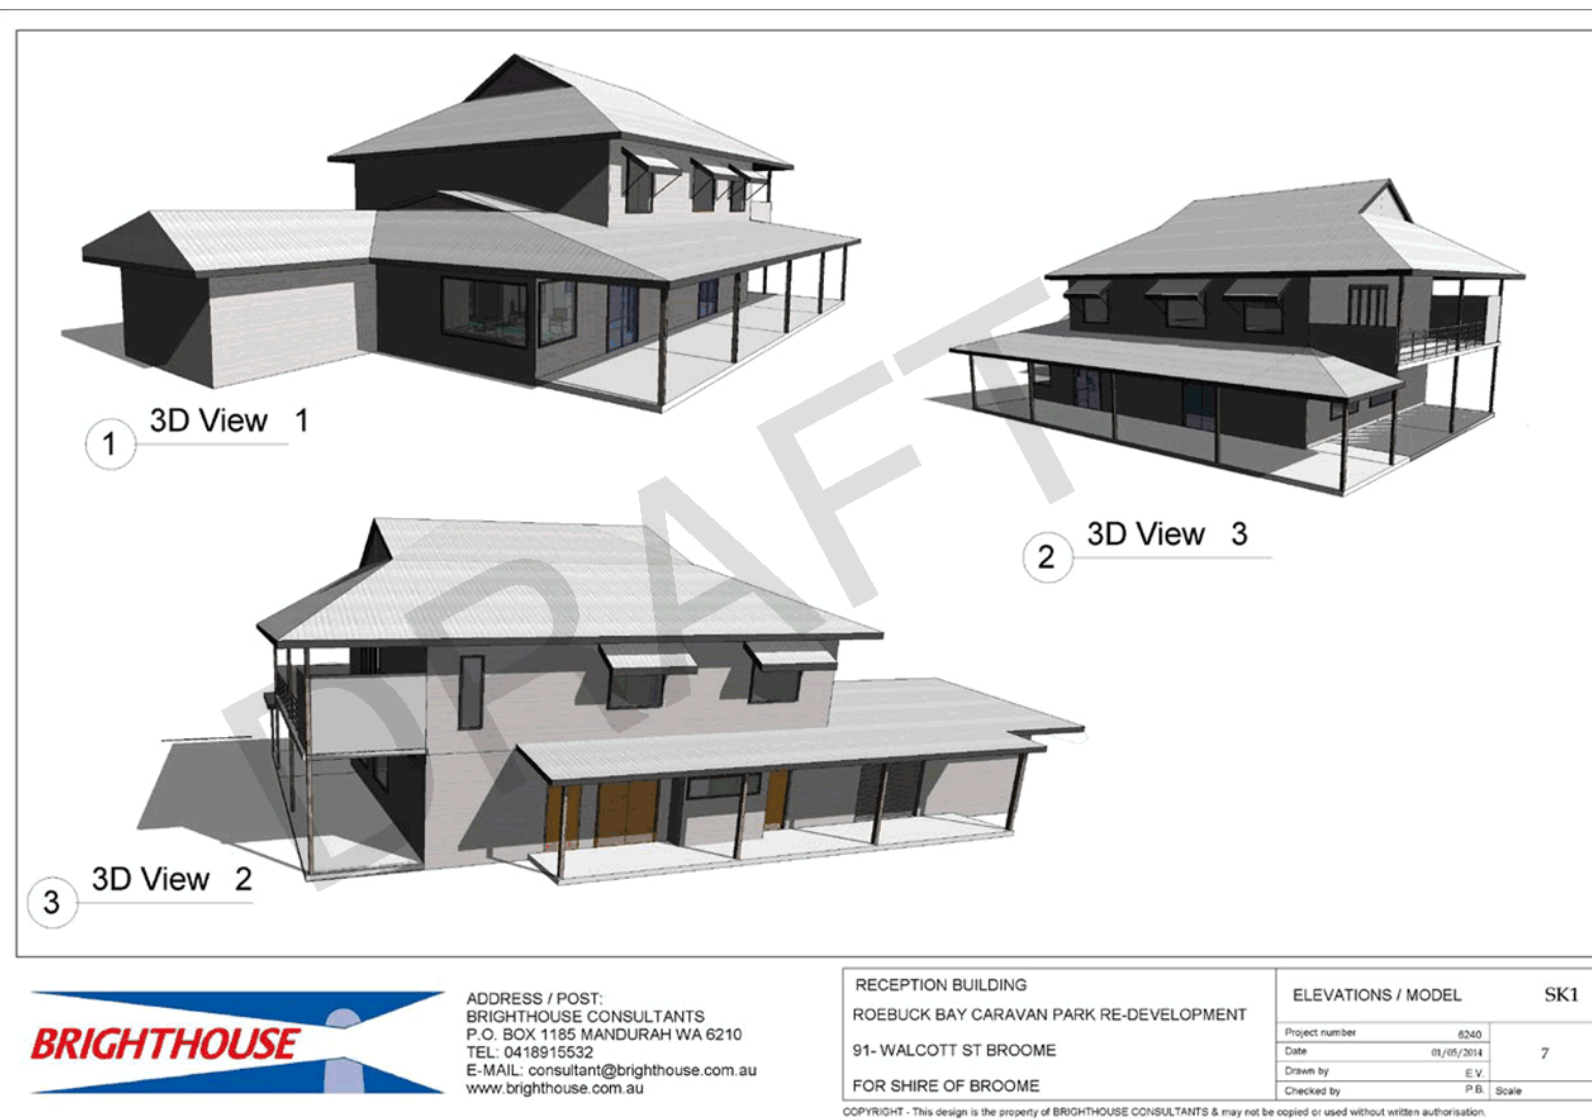 1 3D View 1
2 3D View 3
3 3D View 2
DRAFT
BRIGHTHOUSE
ADDRESS / POST:
BRIGHTHOUSE CONSULTANTS
P.O. BOX 1185 MANDURAH WA 6210
TEL: 0418915532
E-MAIL: consultant@brighthouse.com.au
www.brighthouse.com.au
RECEPTION BUILDING
ROEBUCK BAY CARAVAN PARK RE-DEVELOPMENT
91- WALCOTT ST BROOME
FOR SHIRE OF BROOME
ELEVATIONS / MODEL SK1
Project number 6240
Date 01/05/2014
Drawn by E.V.
Checked by P.B.
7
Scale
COPYRIGHT - This design is the property of BRIGHTHOUSE CONSULTANTS & may not be copied or used without written authorisation.